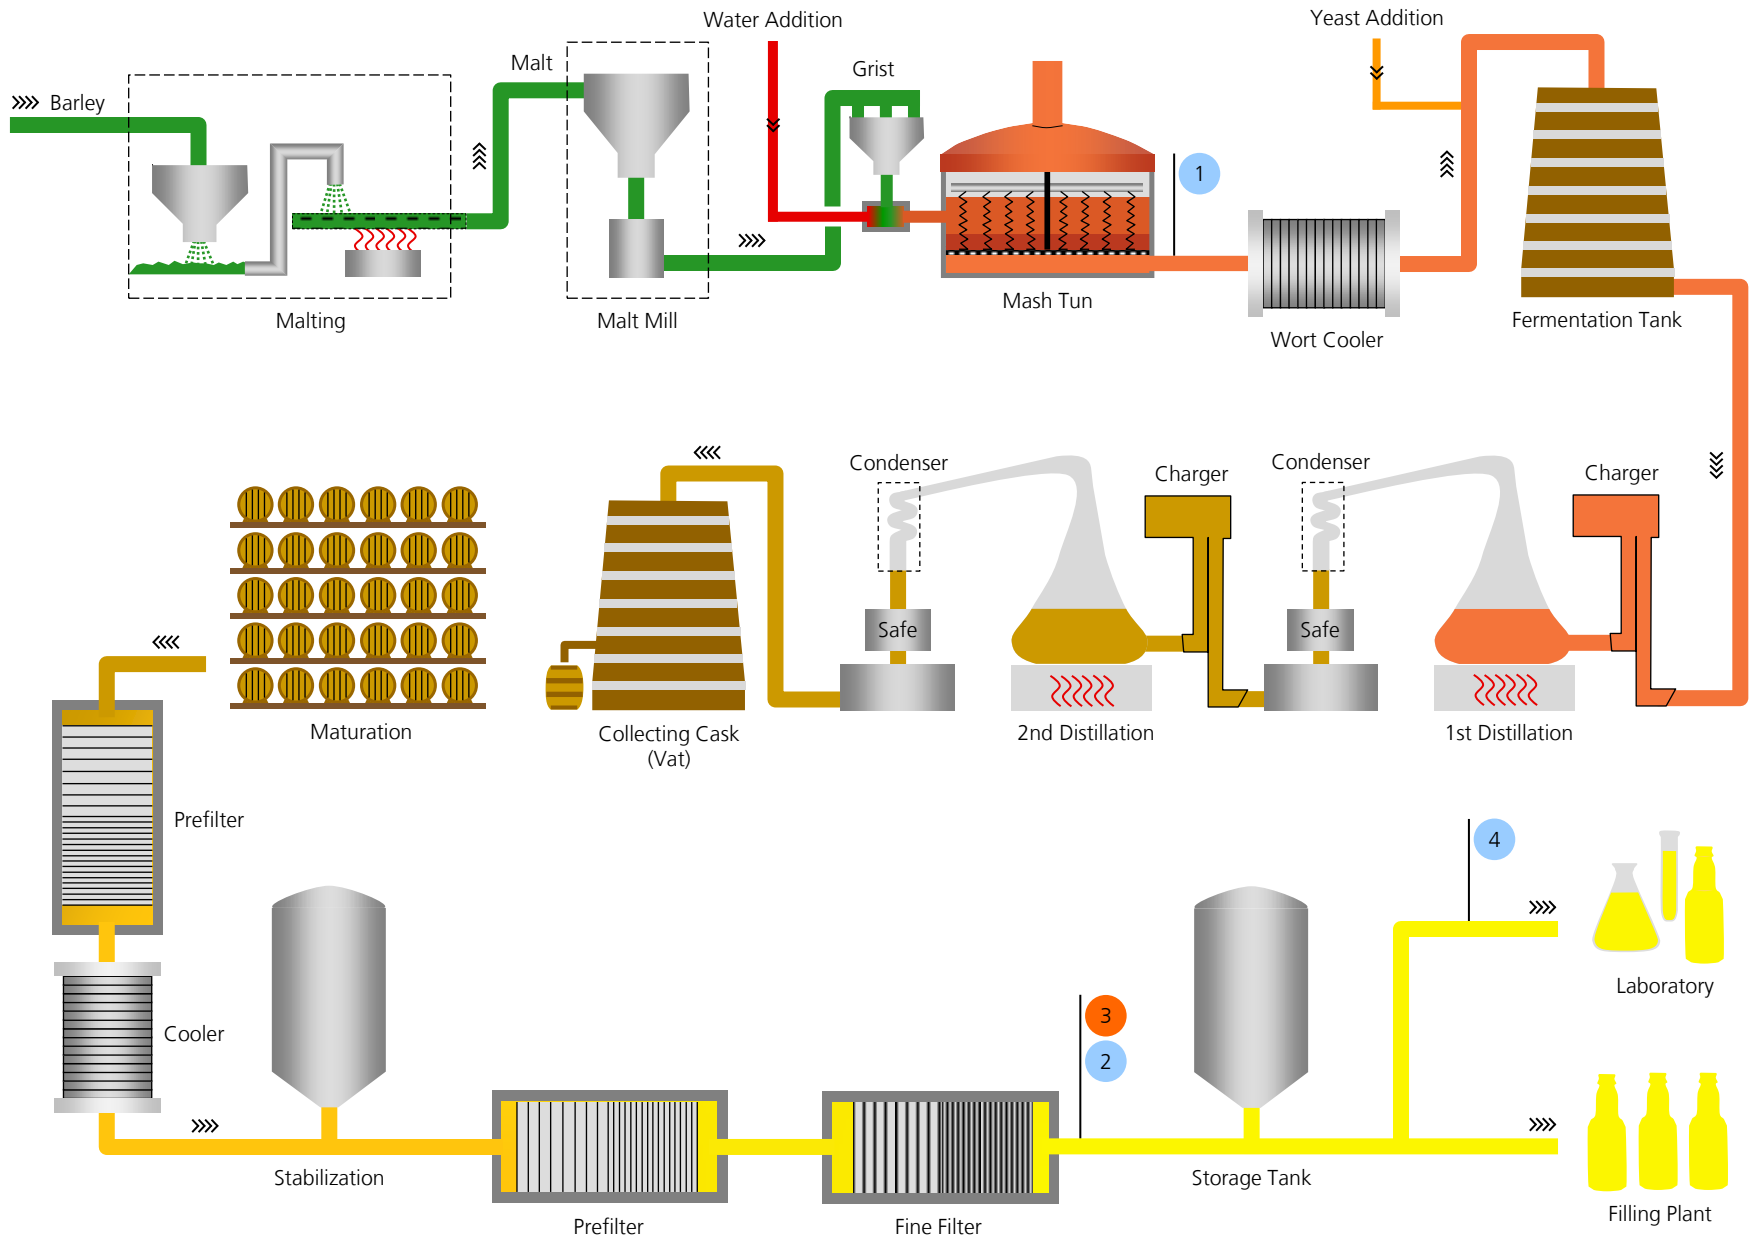 Water Addition
Yeast Addition
Malt
Grist
Barley
1
Malting
Malt Mill
Mash Tun
Wort Cooler
Fermentation Tank
Condenser
Charger
Condenser
Charger
Safe
Safe
Maturation
Collecting Cask
(Vat)
2nd Distillation
1st Distillation
Prefilter
4
Laboratory
Cooler
3
2
Stabilization
Storage Tank
Prefilter
Fine Filter
Filling Plant